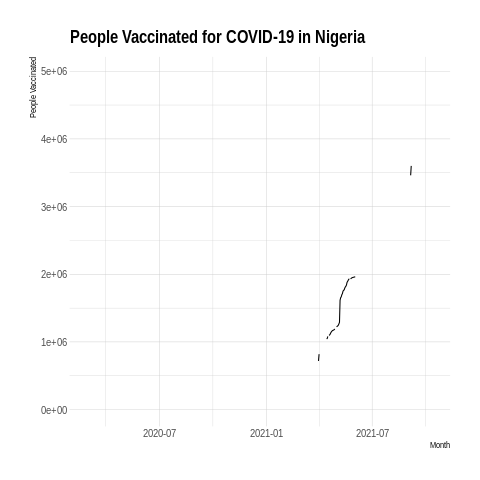 People Vaccinated for COVID-19 in Nigeria
People Vaccinated
5e+06
4e+06
3e+06
2e+06
1e+06
0e+00
2020-07
2021-01
2021-07
Month